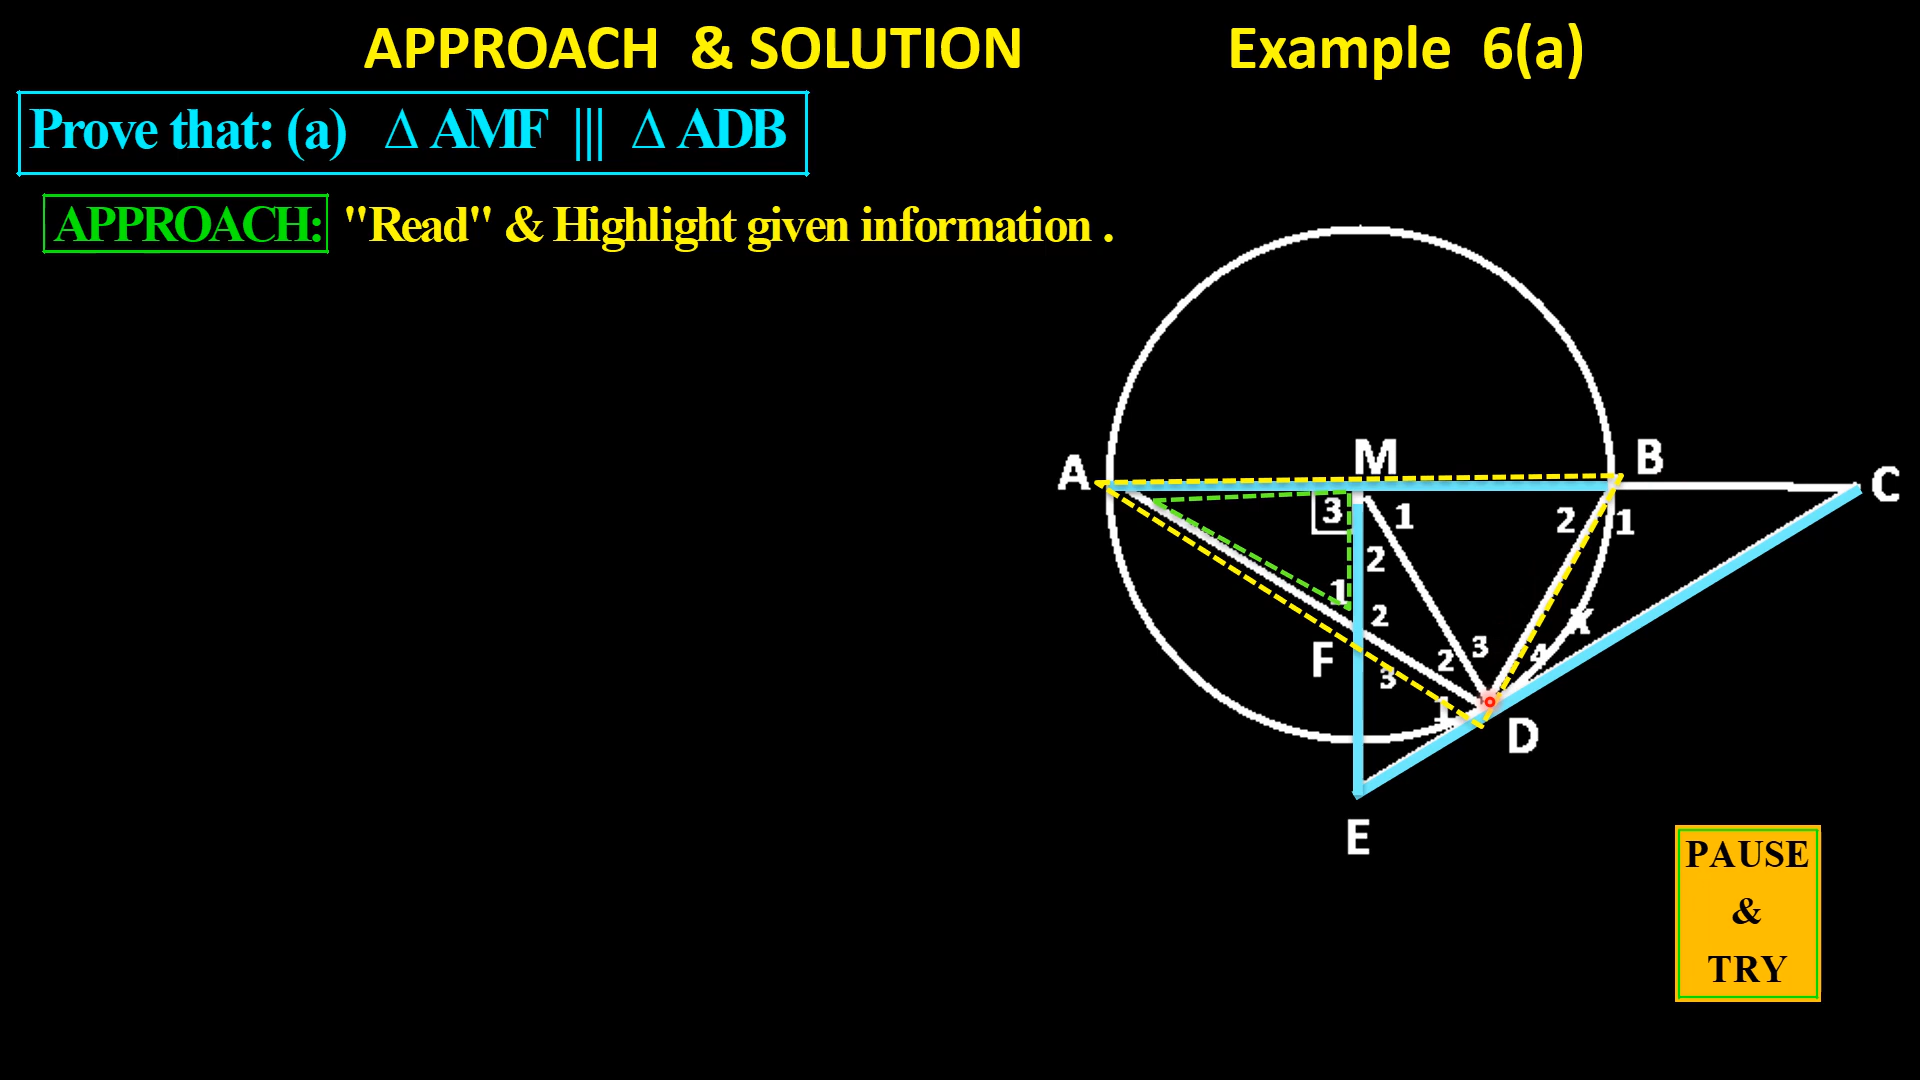 APPROACH & SOLUTION Example 6(a)
Prove that: (a) Δ AMF ||| Δ ADB
APPROACH: "Read" & Highlight given information .
A M B C
3 1 2 1
2
1
2 x
F 3 2 3 4
1 D
E
PAUSE
&
TRY